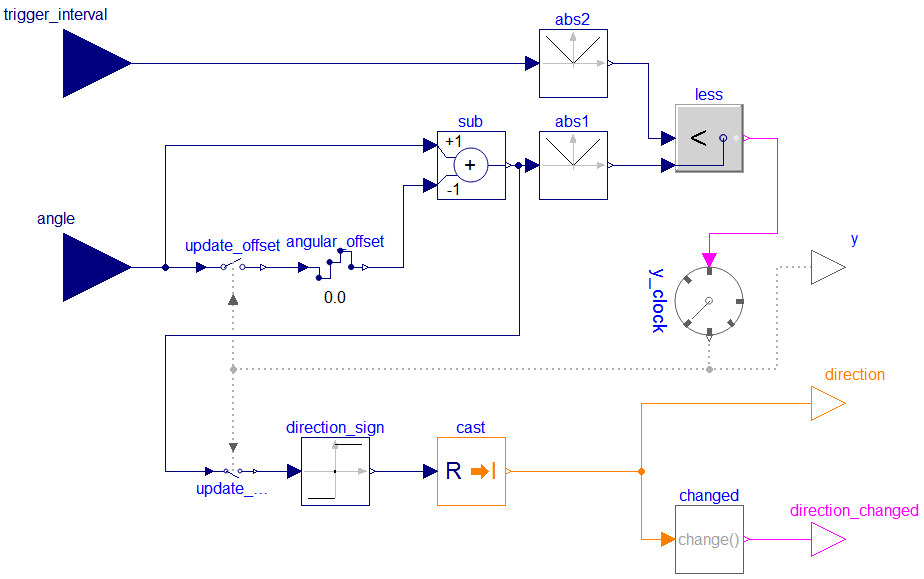 trigger_interval
abs2
less
<
sub
abs1
+1
+
-1
angle
update_offset
angular_offset
0.0
y
y_clock
direction
direction_sign
cast
R
I
update_...
changed
change()
direction_changed